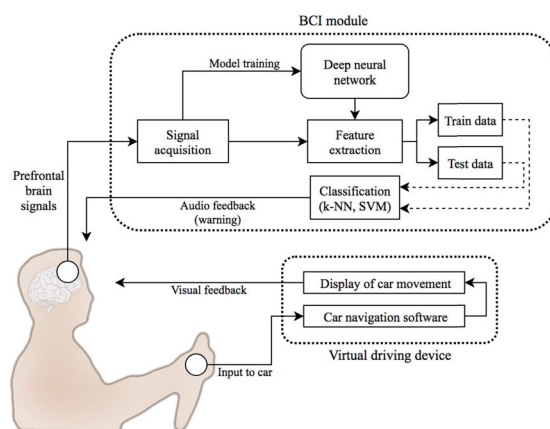 BCI module
Model training
Deep neural
network
Signal
acquisition
Feature
extraction
Train data
Test data
Classification
(k-NN, SVM)
Prefrontal
brain
signals
Audio feedback
(warning)
Visual feedback
Display of car movement
Car navigation software
Input to car
Virtual driving device